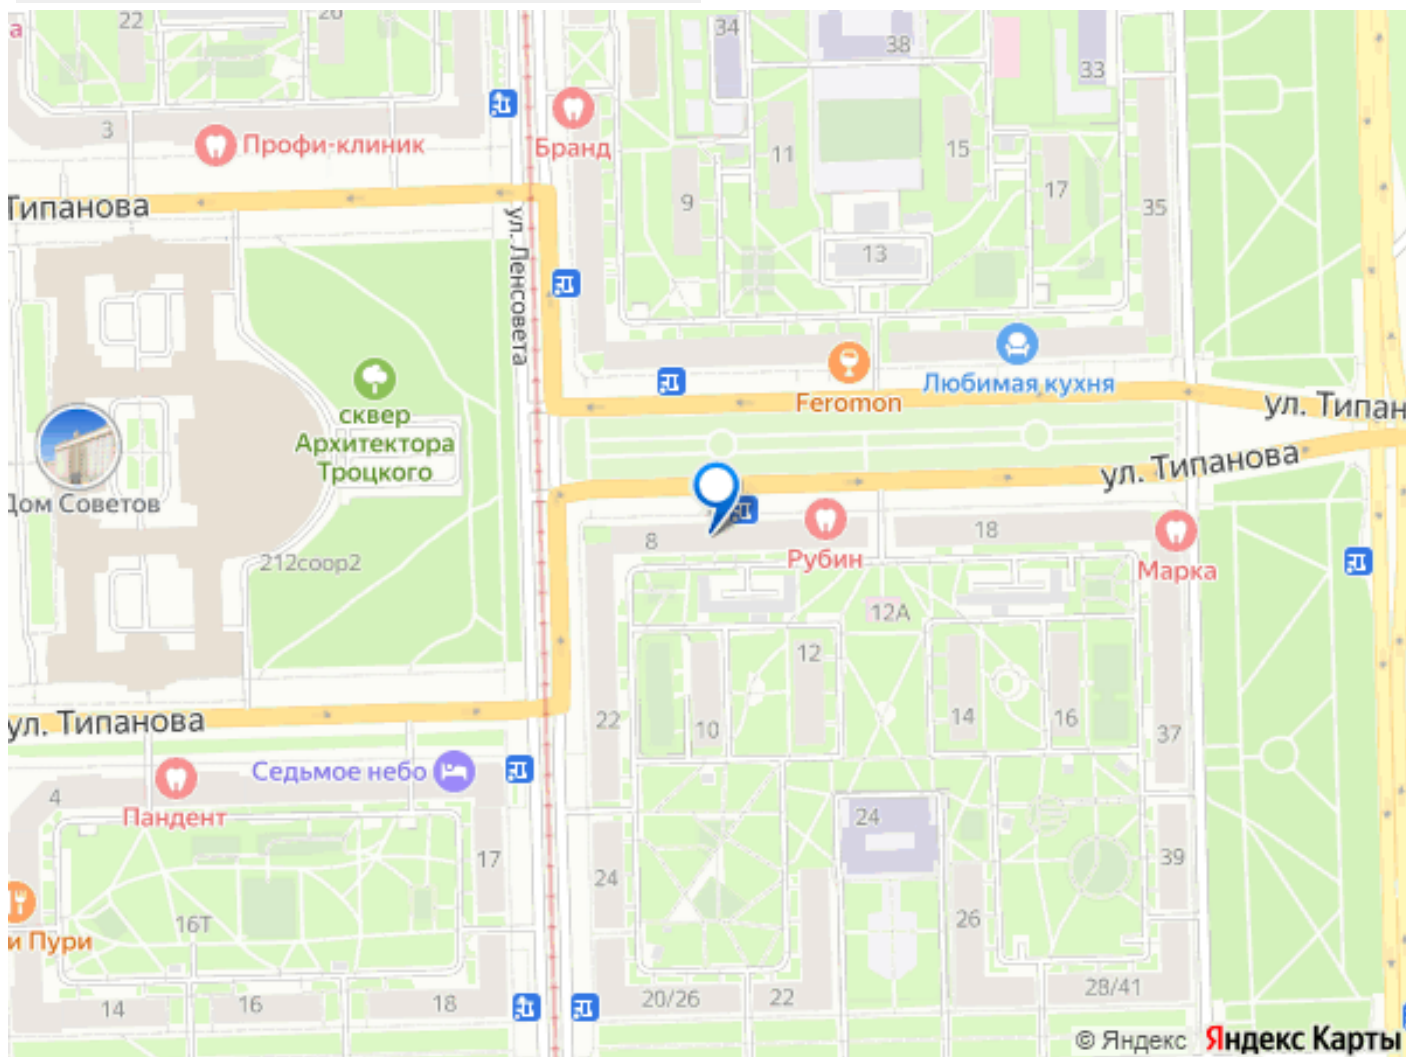 22
20
34
38
33
а
3
Профи-клиник
Бранд
11
15
9
17
35
Типанова
ул. Ленсовета
13
Feromon
Любимая кухня
ул. Типан
сквер
Архитектора
Троцкого
ул. Типанова
Дом Советов
212соор2
8
Рубин
18
Марка
12А
12
10
14
16
22
37
ул. Типанова
Седьмое небо
4
Пандент
17
24
24
39
26
16Т
и Пури
14
16
18
20/26
22
28/41
© Яндекс Яндекс Карты